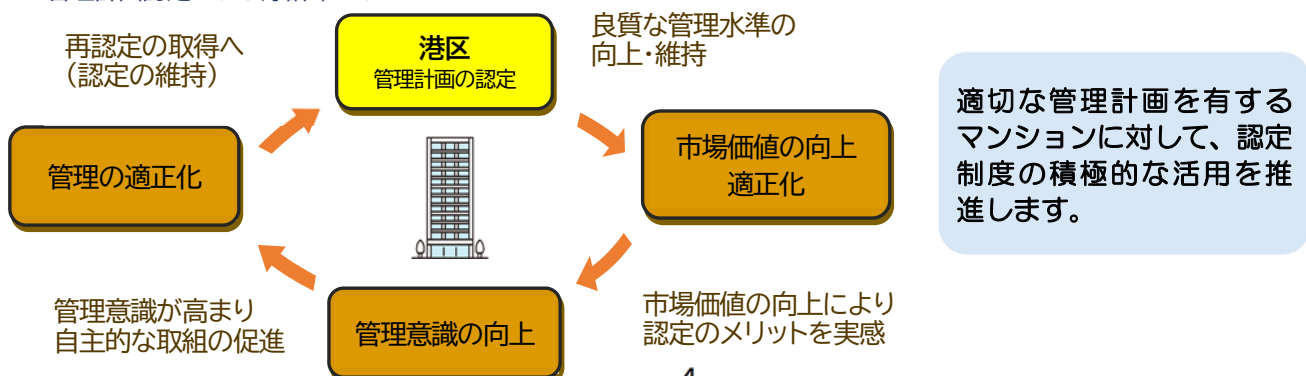 再認定の取得へ
（認定の維持）
港区
管理計画の認定
良質な管理水準の
向上・維持
市場価値の向上
適正化
管理の適正化
適切な管理計画を有する
マンションに対して、認定
制度の積極的な活用を推
進します。
管理意識が高まり
自主的な取組の促進
管理意識の向上
市場価値の向上により
認定のメリットを実感